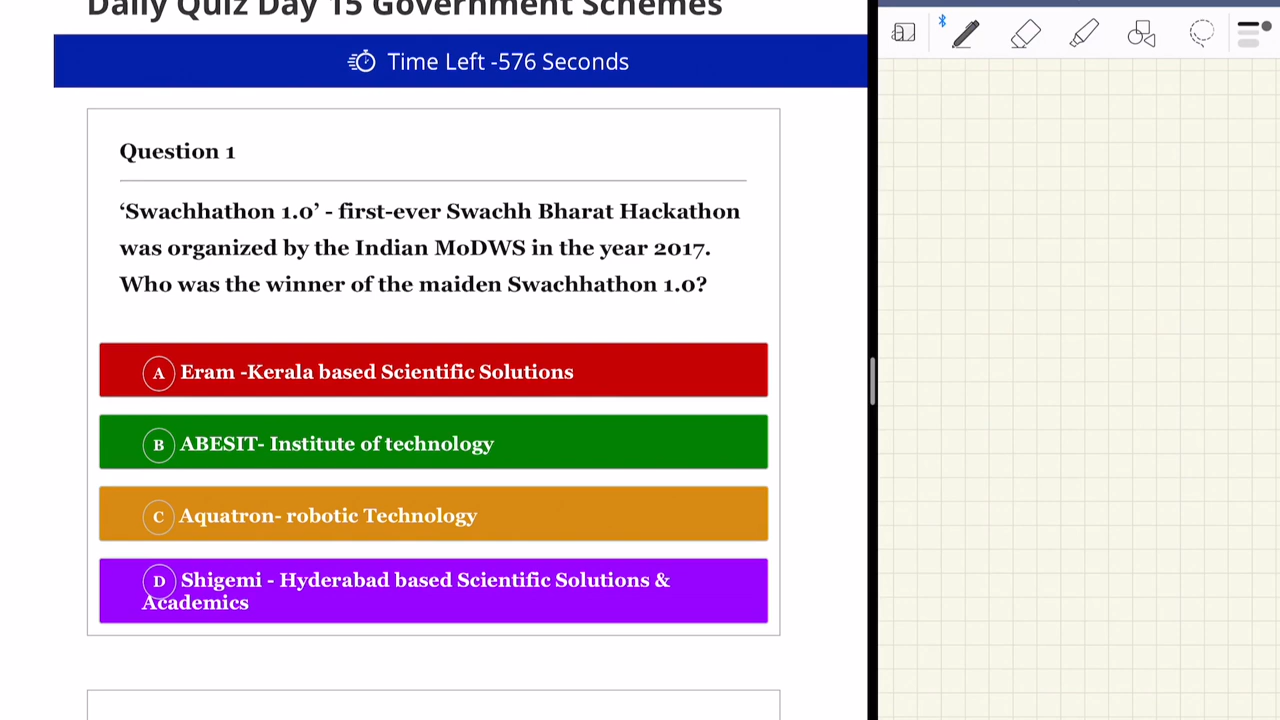 Daily Quiz Day 15 Government Schemes
Time Left -576 Seconds
Question 1
‘Swachhathon 1.0’ - first-ever Swachh Bharat Hackathon
was organized by the Indian MoDWS in the year 2017.
Who was the winner of the maiden Swachhathon 1.0?
A Eram -Kerala based Scientific Solutions
B ABESIT- Institute of technology
C Aquatron- robotic Technology
D Shigemi - Hyderabad based Scientific Solutions &
Academics